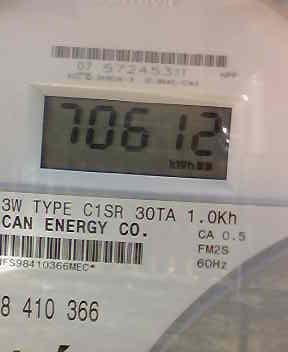 07 572453
70612
kWh
3W TYPE C1SR 30TA 1.0Kh
CAN ENERGY CO.
CA 0.5
FM2S
60Hz
8 410 366